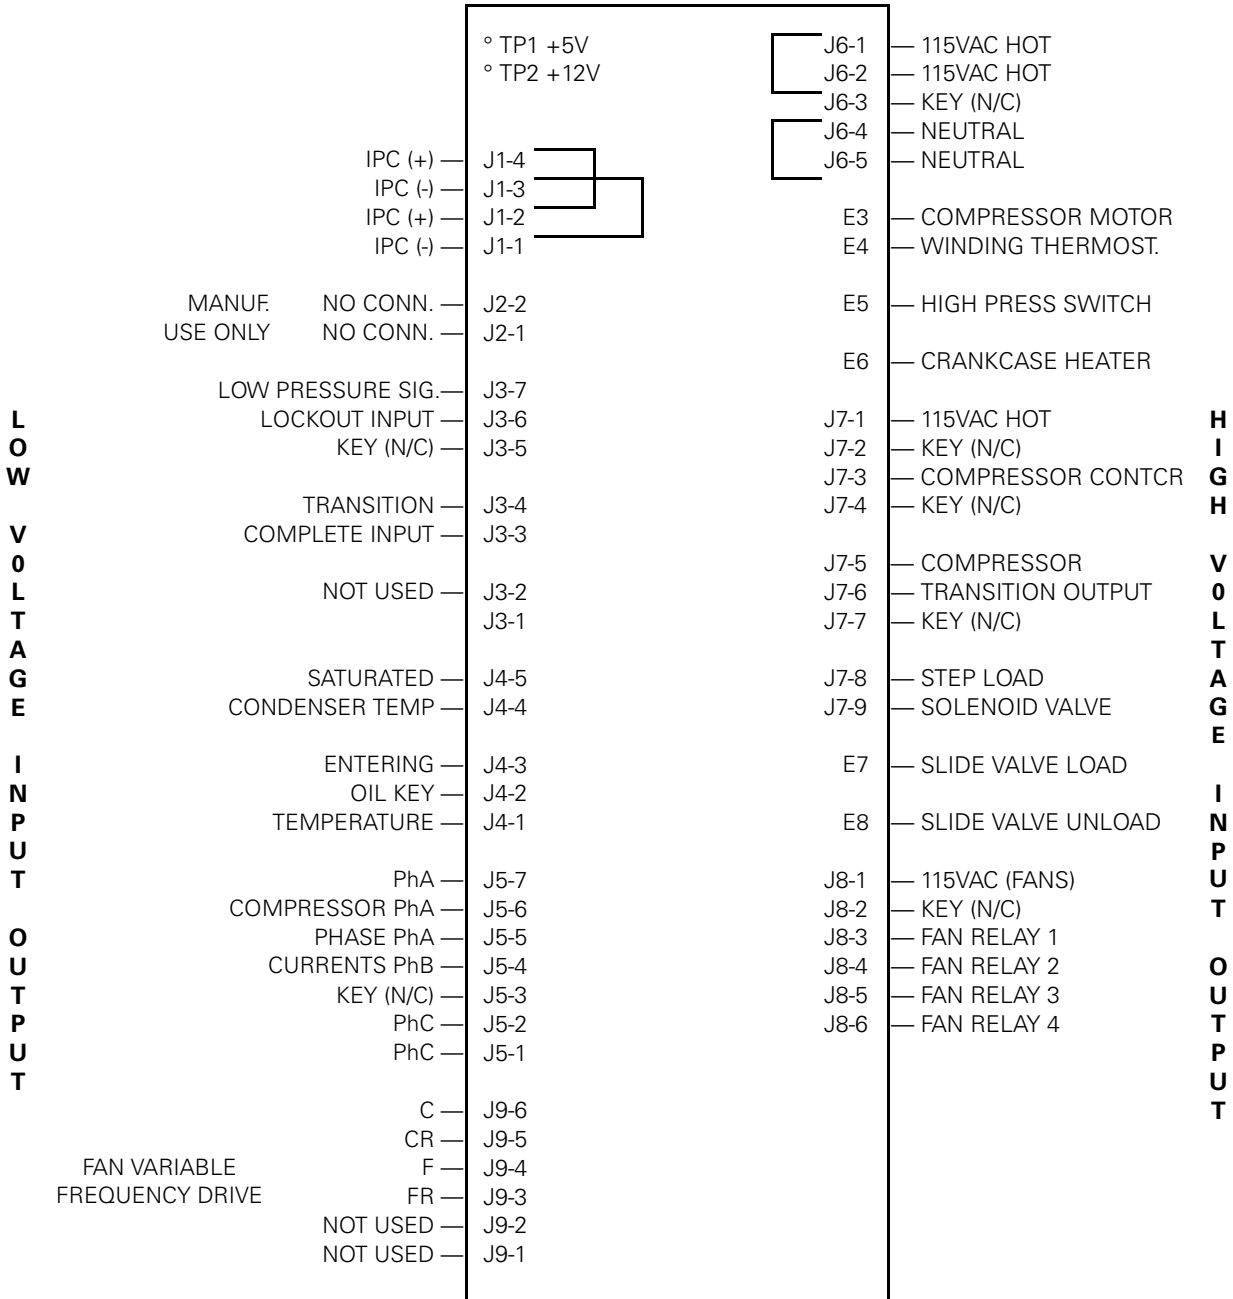 ° TP1 +5V
° TP2 +12V
IPC (+) — J1-4
IPC (-) — J1-3
IPC (+) — J1-2
IPC (-) — J1-1
MANUF. NO CONN. — J2-2
USE ONLY NO CONN. — J2-1
LOW PRESSURE SIG. — J3-7
LOCKOUT INPUT — J3-6
KEY (N/C) — J3-5
TRANSITION — J3-4
COMPLETE INPUT — J3-3
NOT USED — J3-2
J3-1
SATURATED — J4-5
CONDENSER TEMP — J4-4
ENTERING — J4-3
OIL KEY — J4-2
TEMPERATURE — J4-1
PhA — J5-7
COMPRESSOR PhA — J5-6
PHASE PhA — J5-5
CURRENTS PhB — J5-4
KEY (N/C) — J5-3
PhC — J5-2
PhC — J5-1
C — J9-6
CR — J9-5
FAN VARIABLE F — J9-4
FREQUENCY DRIVE FR — J9-3
NOT USED — J9-2
NOT USED — J9-1
J6-1 — 115VAC HOT
J6-2 — 115VAC HOT
J6-3 — KEY (N/C)
J6-4 — NEUTRAL
J6-5 — NEUTRAL
E3 — COMPRESSOR MOTOR
E4 — WINDING THERMOST.
E5 — HIGH PRESS SWITCH
E6 — CRANKCASE HEATER
J7-1 — 115VAC HOT
J7-2 — KEY (N/C)
J7-3 — COMPRESSOR CONTCR
J7-4 — KEY (N/C)
J7-5 — COMPRESSOR
J7-6 — TRANSITION OUTPUT
J7-7 — KEY (N/C)
J7-8 — STEP LOAD
J7-9 — SOLENOID VALVE
E7 — SLIDE VALVE LOAD
E8 — SLIDE VALVE UNLOAD
J8-1 — 115VAC (FANS)
J8-2 — KEY (N/C)
J8-3 — FAN RELAY 1
J8-4 — FAN RELAY 2
J8-5 — FAN RELAY 3
J8-6 — FAN RELAY 4
LOW V0LTAGE INPUT OUTPUT
HIGH V0LTAGE INPUT OUTPUT